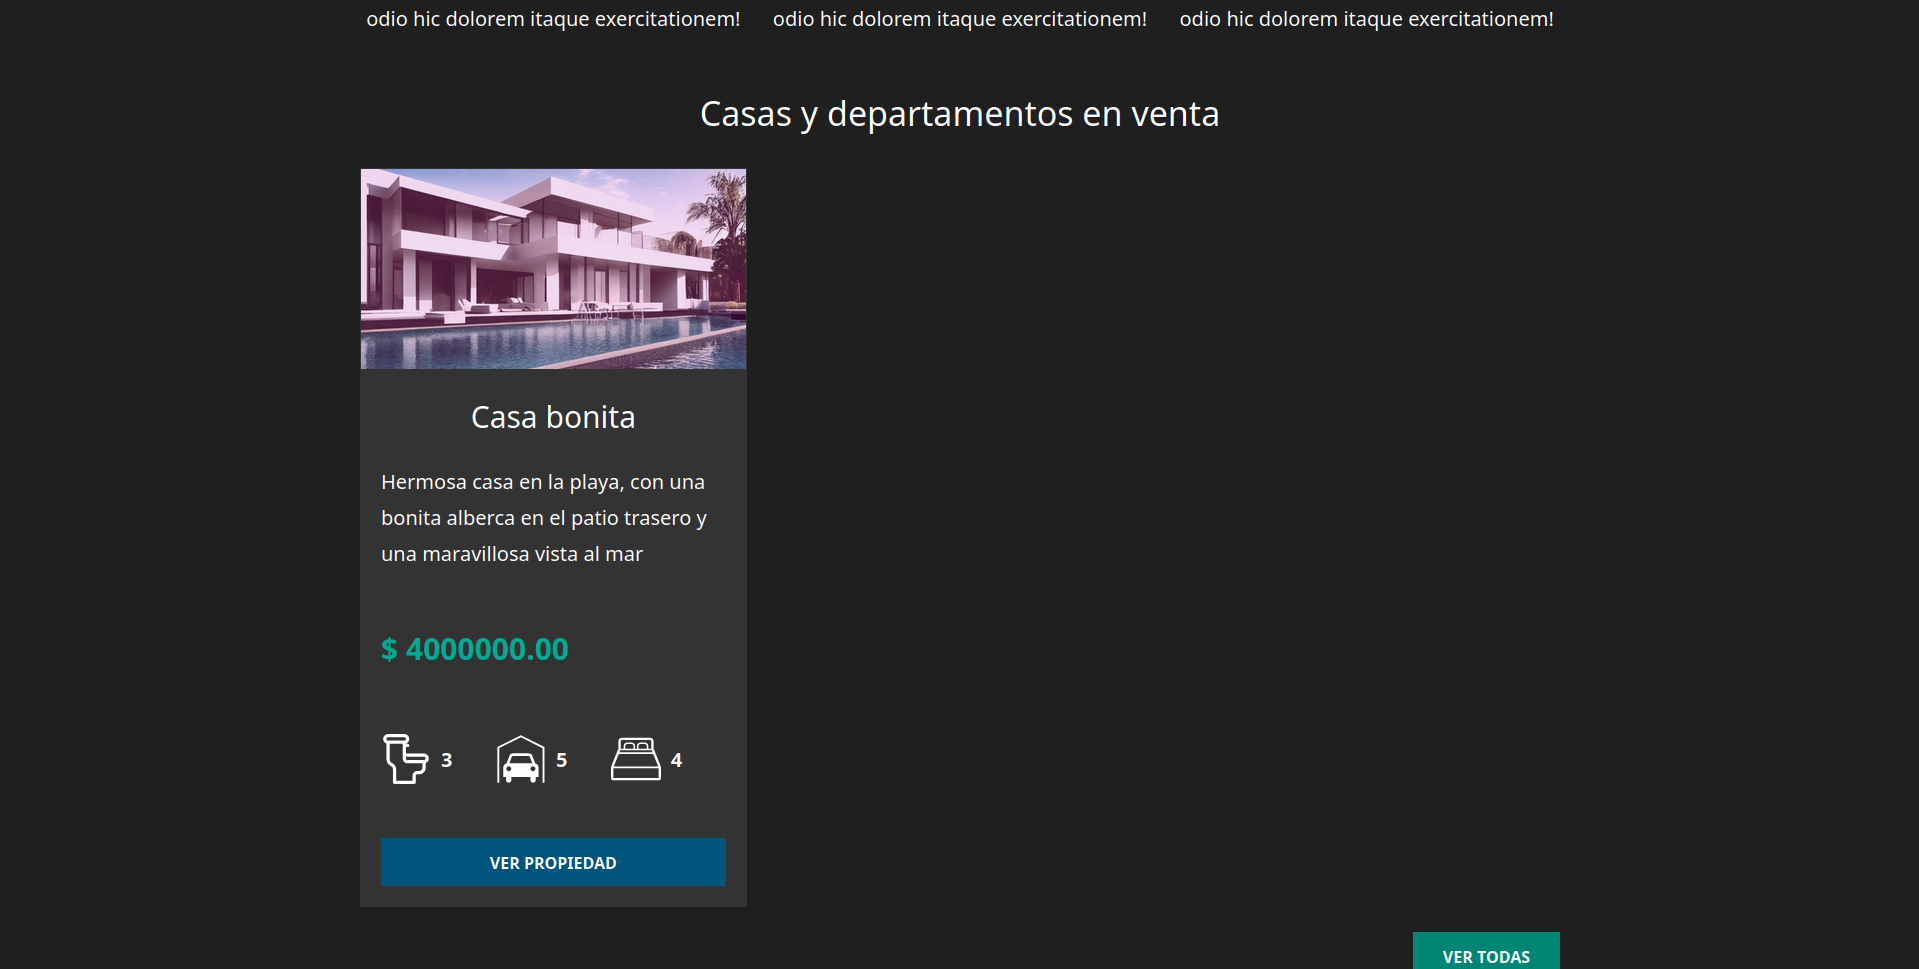 odio hic dolorem itaque exercitationem!
odio hic dolorem itaque exercitationem!
odio hic dolorem itaque exercitationem!
Casas y departamentos en venta
Casa bonita
Hermosa casa en la playa, con una
bonita alberca en el patio trasero y
una maravillosa vista al mar
$ 4000000.00
3
5
4
VER PROPIEDAD
VER TODAS